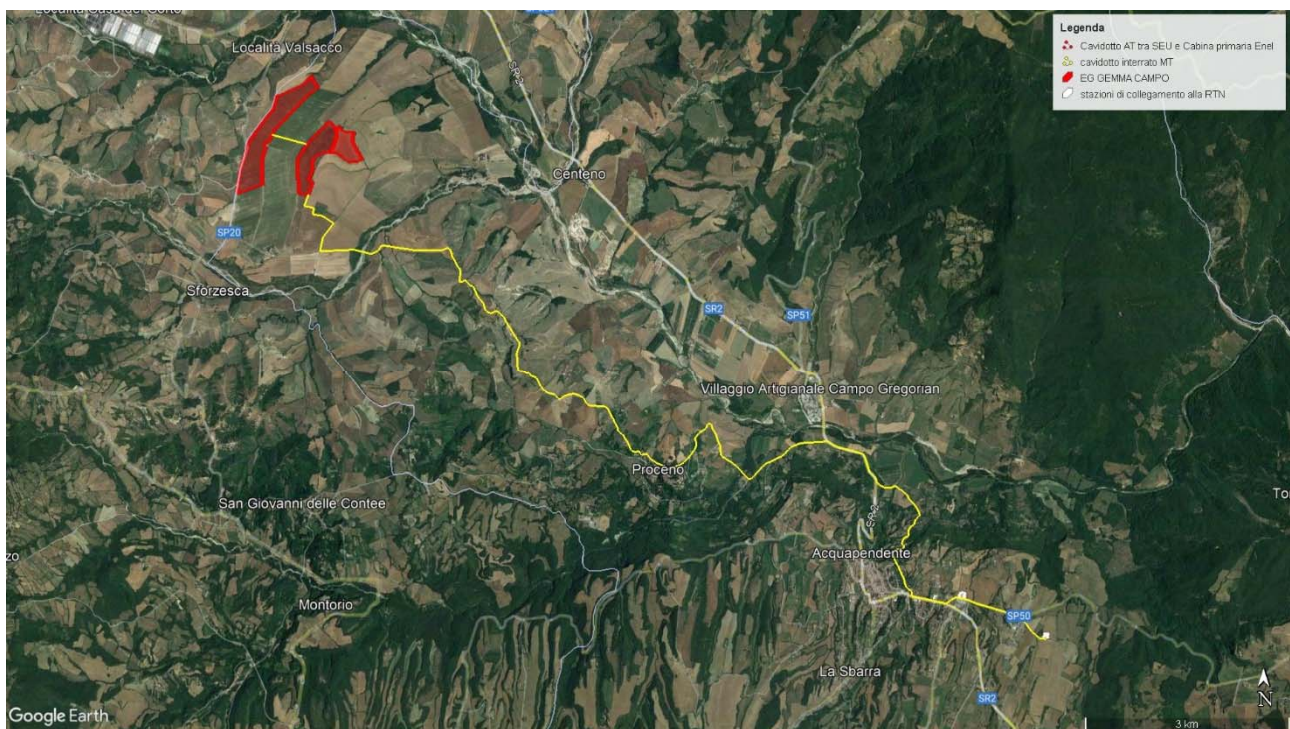 Località Valsacco
SR2
Legenda
Cavidotto AT tra SEU e Cabina primaria Enel
cavidotto interrato MT
EG GEMMA CAMPO
stazioni di collegamento alla RTN
Centeno
SP20
Sforzesca
SR2
SP51
Villaggio Artigianale Campo Gregorian
Proceno
San Giovanni delle Contee
SR2
Acquapendente
Montorio
SP50
La Sbarra
SR2
N
Google Earth
3 km